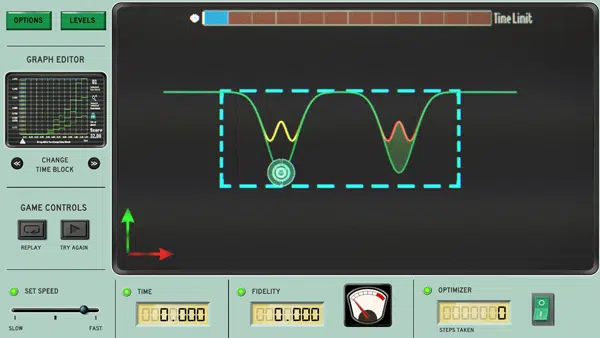 OPTIONS
LEVELS
Time Limit
GRAPH EDITOR
Score
CHANGE
TIME BLOCK
GAME CONTROLS
REPLAY
TRY AGAIN
SET SPEED
SLOW
FAST
TIME
0.000
FIDELITY
0.000
OPTIMIZER
0
STEPS TAKEN